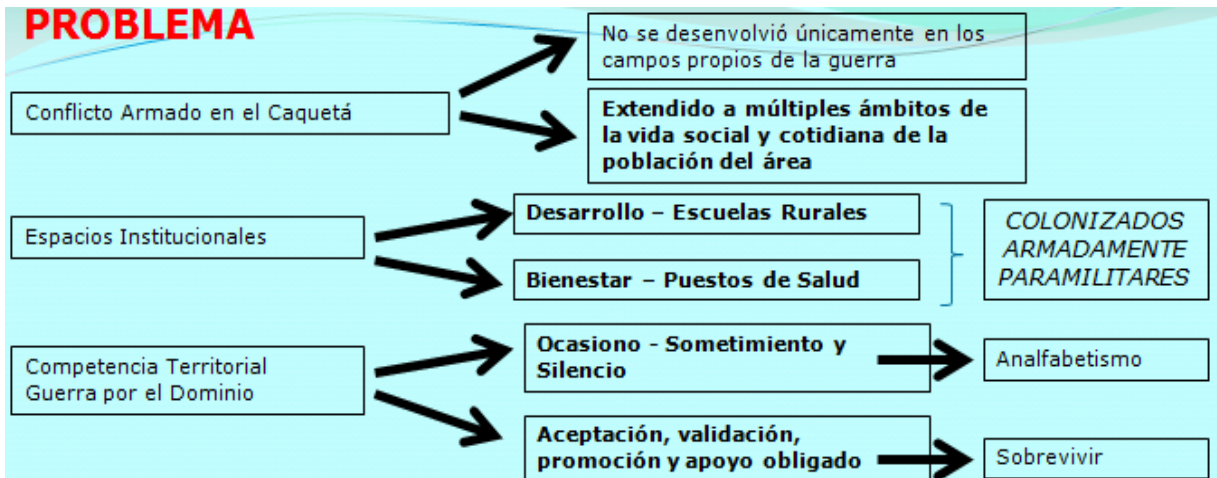 PROBLEMA
No se desenvolvió únicamente en los
campos propios de la guerra
Conflicto Armado en el Caquetá
Extendido a múltiples ámbitos de
la vida social y cotidiana de la
población del área
Espacios Institucionales
Desarrollo – Escuelas Rurales
Bienestar – Puestos de Salud
COLONIZADOS
ARMADAMENTE
PARAMILITARES
Competencia Territorial
Guerra por el Dominio
Ocasiono - Sometimiento y
Silencio
Analfabetismo
Aceptación, validación,
promoción y apoyo obligado
Sobrevivir